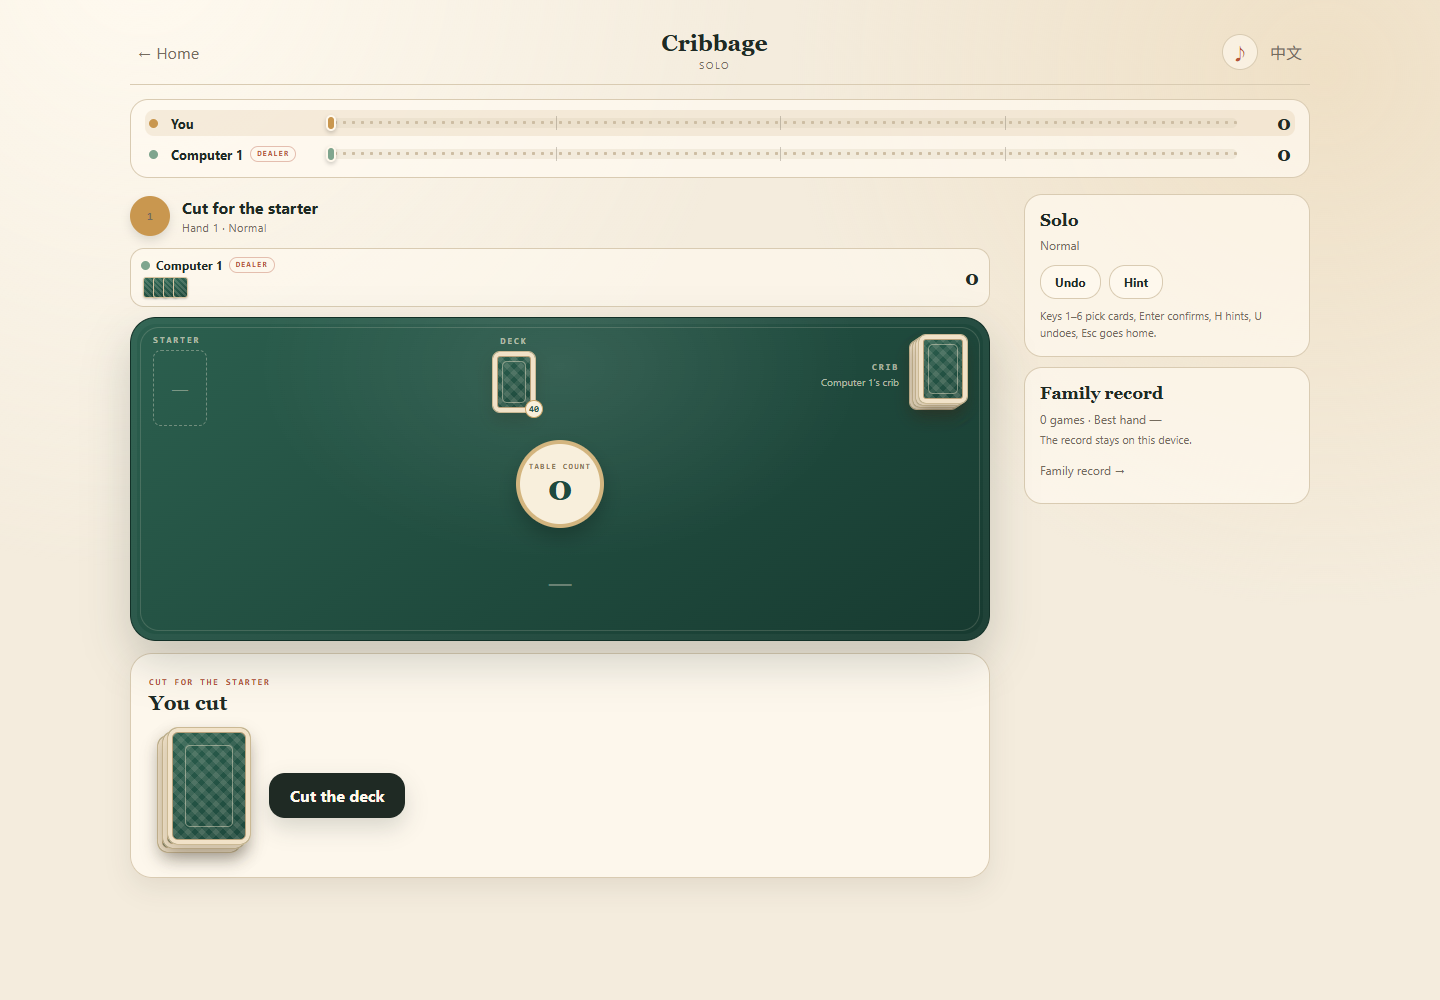 ← Home
Cribbage
SOLO
♪
中文
You
0
Computer 1 DEALER
0
1
Cut for the starter
Hand 1 · Normal
Computer 1 DEALER
0
STARTER
—
DECK
40
CRIB
Computer 1's crib
TABLE COUNT
0
—
CUT FOR THE STARTER
You cut
Cut the deck
Solo
Normal
Undo
Hint
Keys 1–6 pick cards, Enter confirms, H hints, U
undoes, Esc goes home.
Family record
0 games · Best hand —
The record stays on this device.
Family record →